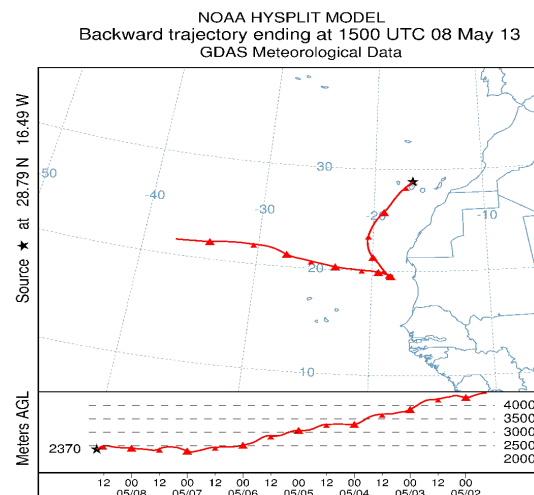 NOAA HYSPLIT MODEL
Backward trajectory ending at 1500 UTC 08 May 13
GDAS Meteorological Data
Source ★ at 28.79 N 16.49 W
50
-40
-30
-20
-10
30
20
10
Meters AGL
2370
4000
3500
3000
2500
2000
12 00 12 00 12 00 12 00 12 00 12 00 12 00
05/08 05/07 05/06 05/05 05/04 05/03 05/02